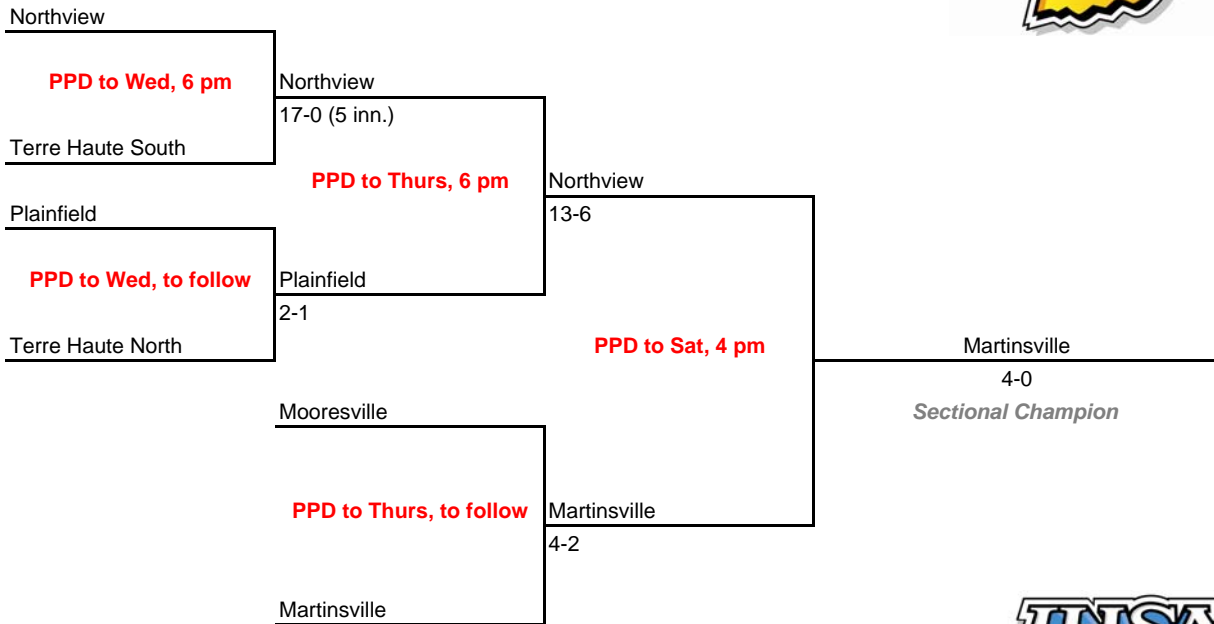 Northview
PPD to Wed, 6 pm
Northview
17-0 (5 inn.)
Terre Haute South
PPD to Thurs, 6 pm
Northview
Plainfield
13-6
PPD to Wed, to follow
Plainfield
2-1
Terre Haute North
PPD to Sat, 4 pm
Martinsville
4-0
Mooresville
Sectional Champion
PPD to Thurs, to follow
Martinsville
4-2
Martinsville